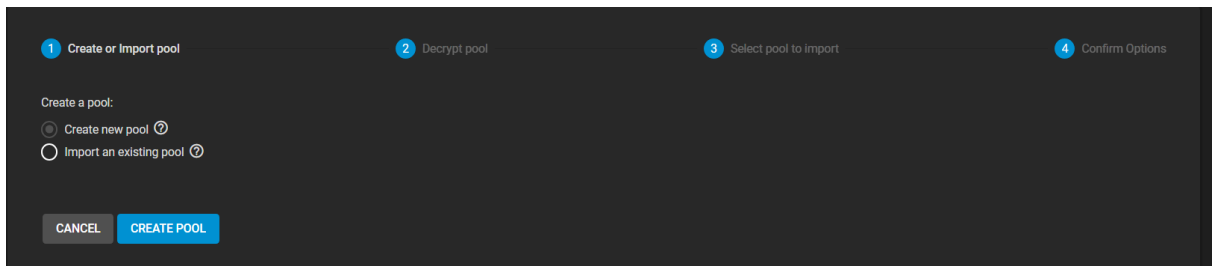 1 Create or Import pool 2 Decrypt pool 3 Select pool to import 4 Confirm Options
Create a pool:
Create new pool ?
Import an existing pool ?
CANCEL CREATE POOL